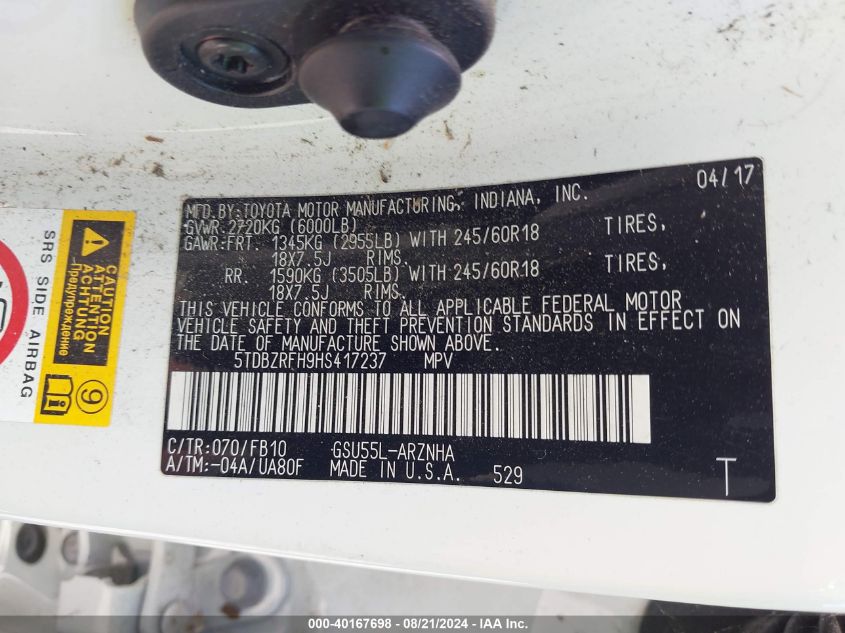 MFD.BY:TOYOTA MOTOR MANUFACTURING, INDIANA, INC. 04/17
GVWR.2720KG (6000LB)
GAWR:FRT. 1345KG (2955LB) WITH 245/60R18 TIRES,
18X7.5J RIMS.
RR. 1590KG (3505LB) WITH 245/60R18 TIRES,
18X7.5J RIMS.
THIS VEHICLE CONFORMS TO ALL APPLICABLE FEDERAL MOTOR
VEHICLE SAFETY AND THEFT PREVENTION STANDARDS IN EFFECT ON
THE DATE OF MANUFACTURE SHOWN ABOVE.
5TDBZRFH9HS417237 MPV
C/TR:070/FB10 GSU55L-ARZNHA
A/TM:-04A/UA80F MADE IN U.S.A. 529 T
SRS SIDE AIRBAG
CAUTION
ATTENTION
ACHTUNG
Предупреждение
9
000-40167698 - 08/21/2024 - IAA Inc.